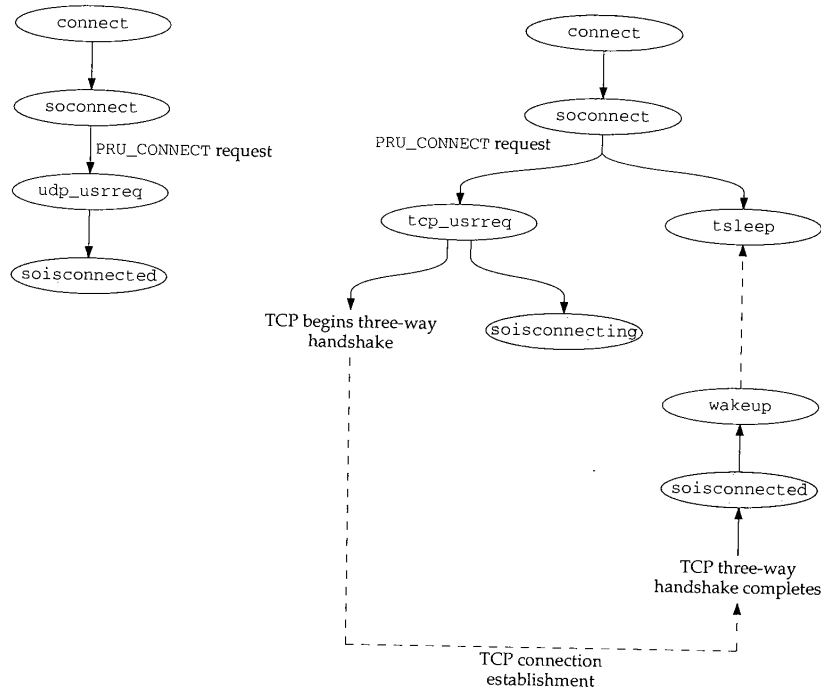 connect
soconnect
PRU_CONNECT request
udp_usrreq
soisconnected
connect
soconnect
PRU_CONNECT request
tcp_usrreq
tsleep
TCP begins three-way
handshake
soisconnecting
wakeup
soisconnected
TCP three-way
handshake completes
TCP connection
establishment